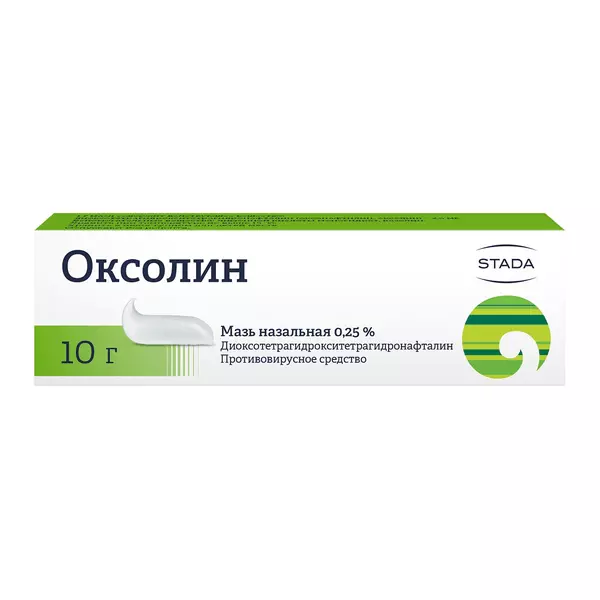 Оксолин
STADA
10 г
Мазь назальная 0,25 %
Диоксотетрагидрокситетрагидронафталин
Противовирусное средство